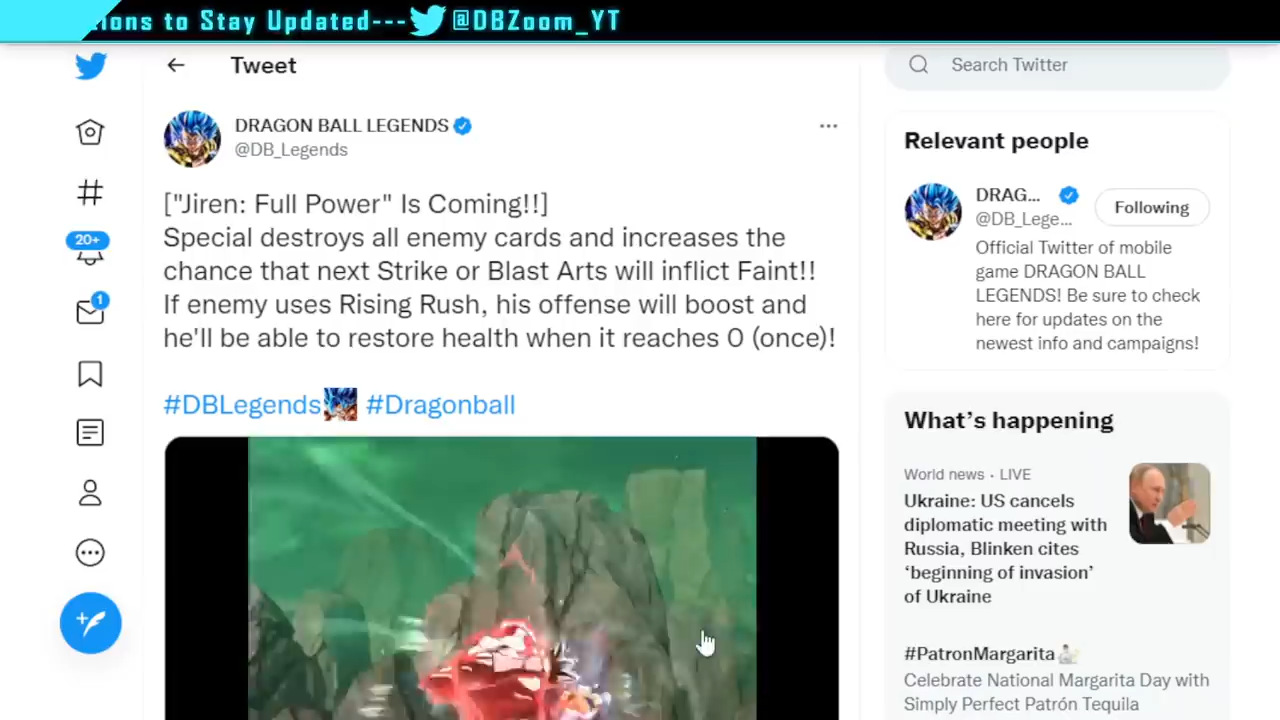 ions to Stay Updated---@DBZoom_YT
Tweet
Search Twitter
DRAGON BALL LEGENDS
@DB_Legends
["Jiren: Full Power" Is Coming!!]
Special destroys all enemy cards and increases the
chance that next Strike or Blast Arts will inflict Faint!!
If enemy uses Rising Rush, his offense will boost and
he'll be able to restore health when it reaches 0 (once)!
#DBLegends #Dragonball
20+
1
Relevant people
DRAG...
@DB_Lege...
Following
Official Twitter of mobile
game DRAGON BALL
LEGENDS! Be sure to check
here for updates on the
newest info and campaigns!
What's happening
World news · LIVE
Ukraine: US cancels
diplomatic meeting with
Russia, Blinken cites
‘beginning of invasion’
of Ukraine
#PatronMargarita
Celebrate National Margarita Day with
Simply Perfect Patrón Tequila